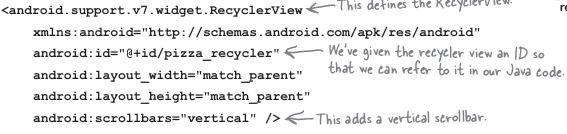 <android.support.v7.widget.RecyclerView This defines the RecyclerView.
xmlns:android="http://schemas.android.com/apk/res/android"
android:id="@+id/pizza_recycler" We've given the recycler view an ID so
that we can refer to it in our Java code.
android:layout_width="match_parent"
android:layout_height="match_parent"
android:scrollbars="vertical" /> This adds a vertical scrollbar.